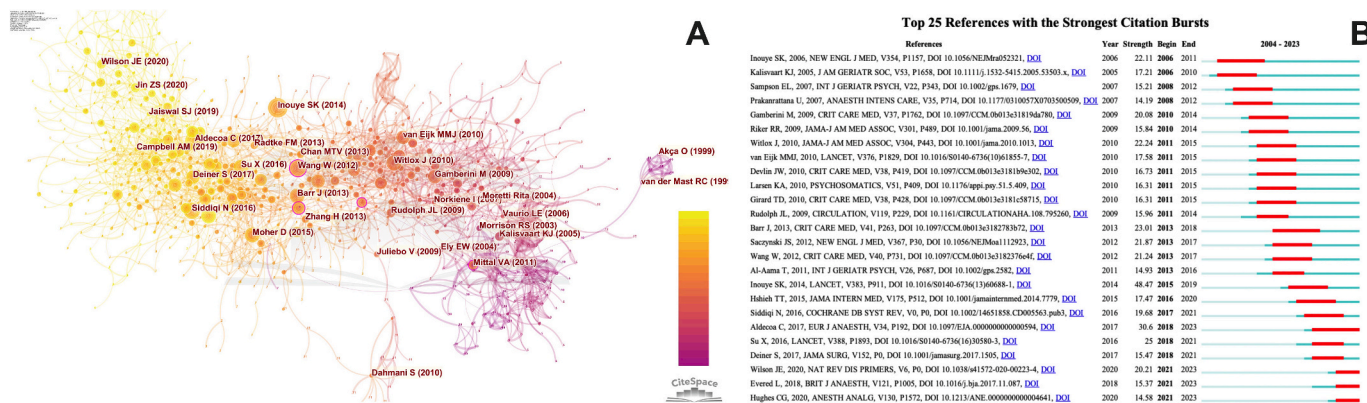 A
Wilson JE (2020)
Jin ZS (2020)
Jaiswal SJ (2019)
Inouye SK (2014)
Aldecoa C (2017)
Radtke FM (2013)
van Eijk MMJ (2010)
Campbell AM (2019)
Chan MTV (2013)
Akça O (1999)
Su X (2016)
Wang W (2012)
Witlox J (2010)
Deiner S (2017)
Gamberini M (2009)
van der Mast RC (199
Barr J (2013)
Moretti Rita (2004)
Norkiene I
Siddiqi N (2016)
Zhang H (2013)
Rudolph JL (2009)
Vaurio LE (2006)
Morrison RS (2003)
Moher D (2015)
Kalisvaart KJ (2005)
Ely EW (2004)
Juliebo V (2009)
Mittal VA (2011)
Dahmani S (2010)
CiteSpace
B
Top 25 References with the Strongest Citation Bursts
References Year Strength Begin End 2004 - 2023
Inouye SK, 2006, NEW ENGL J MED, V354, P1157, DOI 10.1056/NEJMra052321, DOI 2006 22.11 2006 2011
Kalisvaart KJ, 2005, J AM GERIATR SOC, V53, P1658, DOI 10.1111/j.1532-5415.2005.53503.x, DOI 2005 17.21 2006 2010
Sampson EL, 2007, INT J GERIATR PSYCH, V22, P343, DOI 10.1002/gps.1679, DOI 2007 15.21 2008 2012
Prakanrattana U, 2007, ANAESTH INTENS CARE, V35, P714, DOI 10.1177/0310057X0703500509, DOI 2007 14.19 2008 2012
Gamberini M, 2009, CRIT CARE MED, V37, P1762, DOI 10.1097/CCM.0b013e31819da780, DOI 2009 20.08 2010 2014
Riker RR, 2009, JAMA-J AM MED ASSOC, V301, P489, DOI 10.1001/jama.2009.56, DOI 2009 15.84 2010 2014
Witlox J, 2010, JAMA-J AM MED ASSOC, V304, P443, DOI 10.1001/jama.2010.1013, DOI 2010 22.24 2011 2015
van Eijk MMJ, 2010, LANCET, V376, P1829, DOI 10.1016/S0140-6736(10)61855-7, DOI 2010 17.58 2011 2015
Devlin JW, 2010, CRIT CARE MED, V38, P419, DOI 10.1097/CCM.0b013e3181b9e302, DOI 2010 16.73 2011 2015
Larsen KA, 2010, PSYCHOSOMATICS, V51, P409, DOI 10.1176/appi.psy.51.5.409, DOI 2010 16.31 2011 2015
Girard TD, 2010, CRIT CARE MED, V38, P428, DOI 10.1097/CCM.0b013e3181c58715, DOI 2010 16.31 2011 2015
Rudolph JL, 2009, CIRCULATION, V119, P229, DOI 10.1161/CIRCULATIONAHA.108.795260, DOI 2009 15.96 2011 2014
Barr J, 2013, CRIT CARE MED, V41, P263, DOI 10.1097/CCM.0b013e3182783b72, DOI 2013 23.01 2013 2018
Saczynski JS, 2012, NEW ENGL J MED, V367, P30, DOI 10.1056/NEJMoa1112923, DOI 2012 21.87 2013 2017
Wang W, 2012, CRIT CARE MED, V40, P731, DOI 10.1097/CCM.0b013e3182376e4f, DOI 2012 21.24 2013 2017
Al-Aama T, 2011, INT J GERIATR PSYCH, V26, P687, DOI 10.1002/gps.2582, DOI 2011 14.93 2013 2016
Inouye SK, 2014, LANCET, V383, P911, DOI 10.1016/S0140-6736(13)60688-1, DOI 2014 48.47 2015 2019
Hshieh TT, 2015, JAMA INTERN MED, V175, P512, DOI 10.1001/jamainternmed.2014.7779, DOI 2015 17.47 2016 2020
Siddiqi N, 2016, COCHRANE DB SYST REV, V0, P0, DOI 10.1002/14651858.CD005563.pub3, DOI 2016 19.68 2017 2021
Aldecoa C, 2017, EUR J ANAESTH, V34, P192, DOI 10.1097/EJA.0000000000000594, DOI 2017 30.6 2018 2023
Su X, 2016, LANCET, V388, P1893, DOI 10.1016/S0140-6736(16)30580-3, DOI 2016 25 2018 2021
Deiner S, 2017, JAMA SURG, V152, P0, DOI 10.1001/jamasurg.2017.1505, DOI 2017 15.47 2018 2021
Wilson JE, 2020, NAT REV DIS PRIMERS, V6, P0, DOI 10.1038/s41572-020-00223-4, DOI 2020 20.21 2021 2023
Evered L, 2018, BRIT J ANAESTH, V121, P1005, DOI 10.1016/j.bja.2017.11.087, DOI 2018 15.37 2021 2023
Hughes CG, 2020, ANESTH ANALG, V130, P1572, DOI 10.1213/ANE.0000000000004641, DOI 2020 14.58 2021 2023